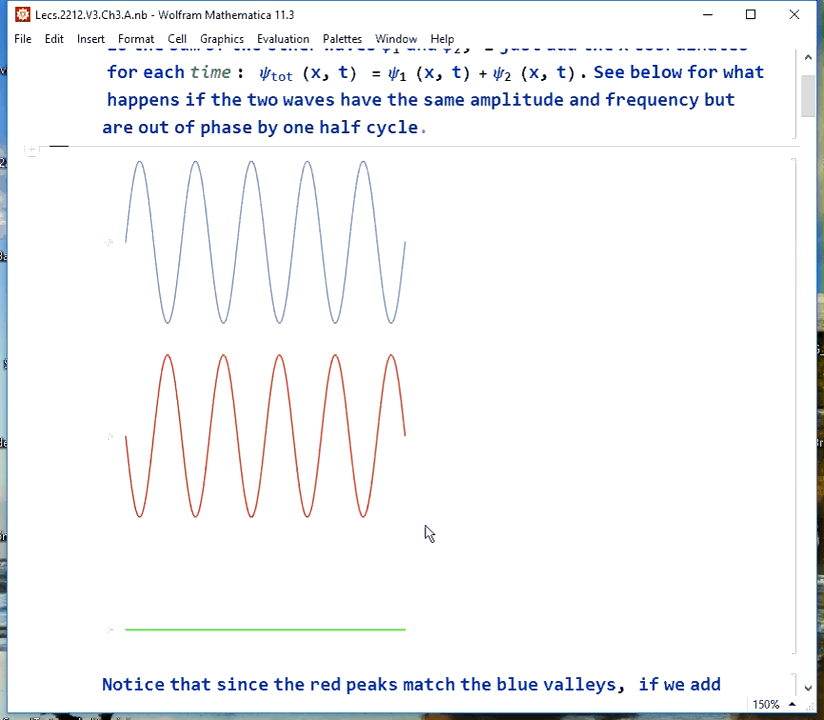 Lecs.2212.V3.Ch3.A.nb - Wolfram Mathematica 11.3
File Edit Insert Format Cell Graphics Evaluation Palettes Window Help
for each time : ψtot (x, t) = ψ1 (x, t) + ψ2 (x, t). See below for what
happens if the two waves have the same amplitude and frequency but
are out of phase by one half cycle.
Notice that since the red peaks match the blue valleys, if we add
150%